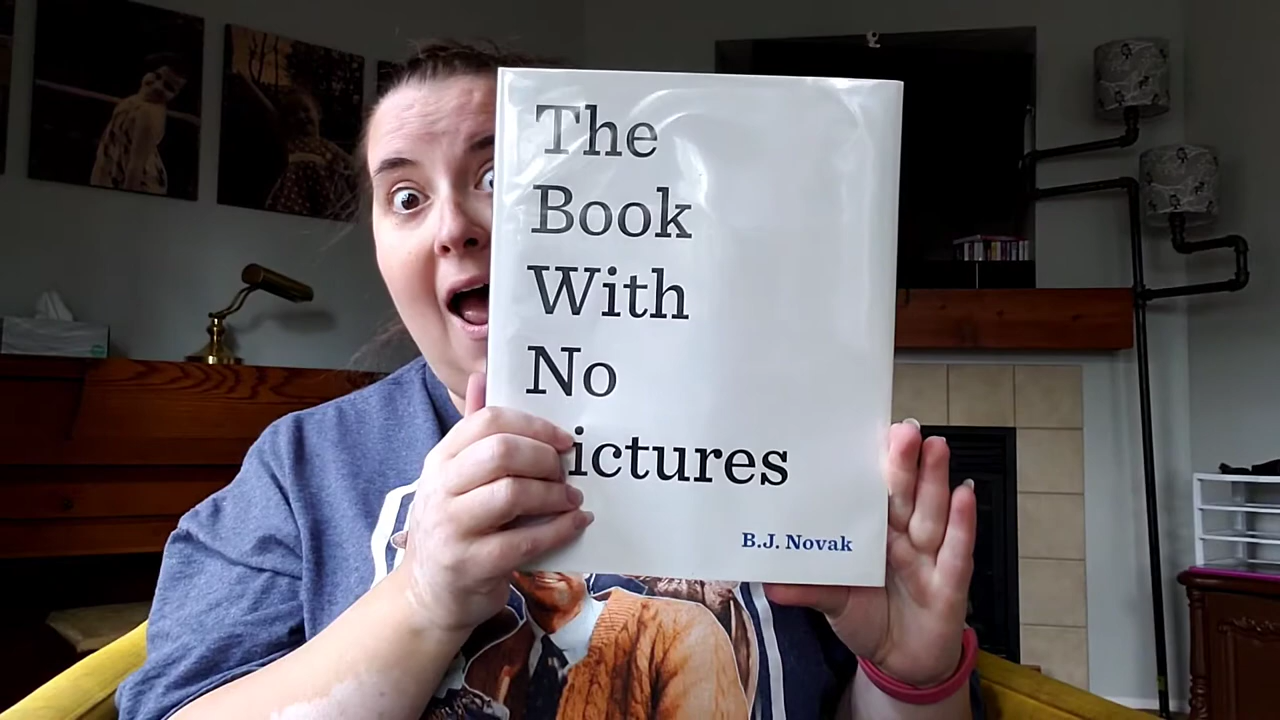 The
Book
With
No
ictures
B.J. Novak